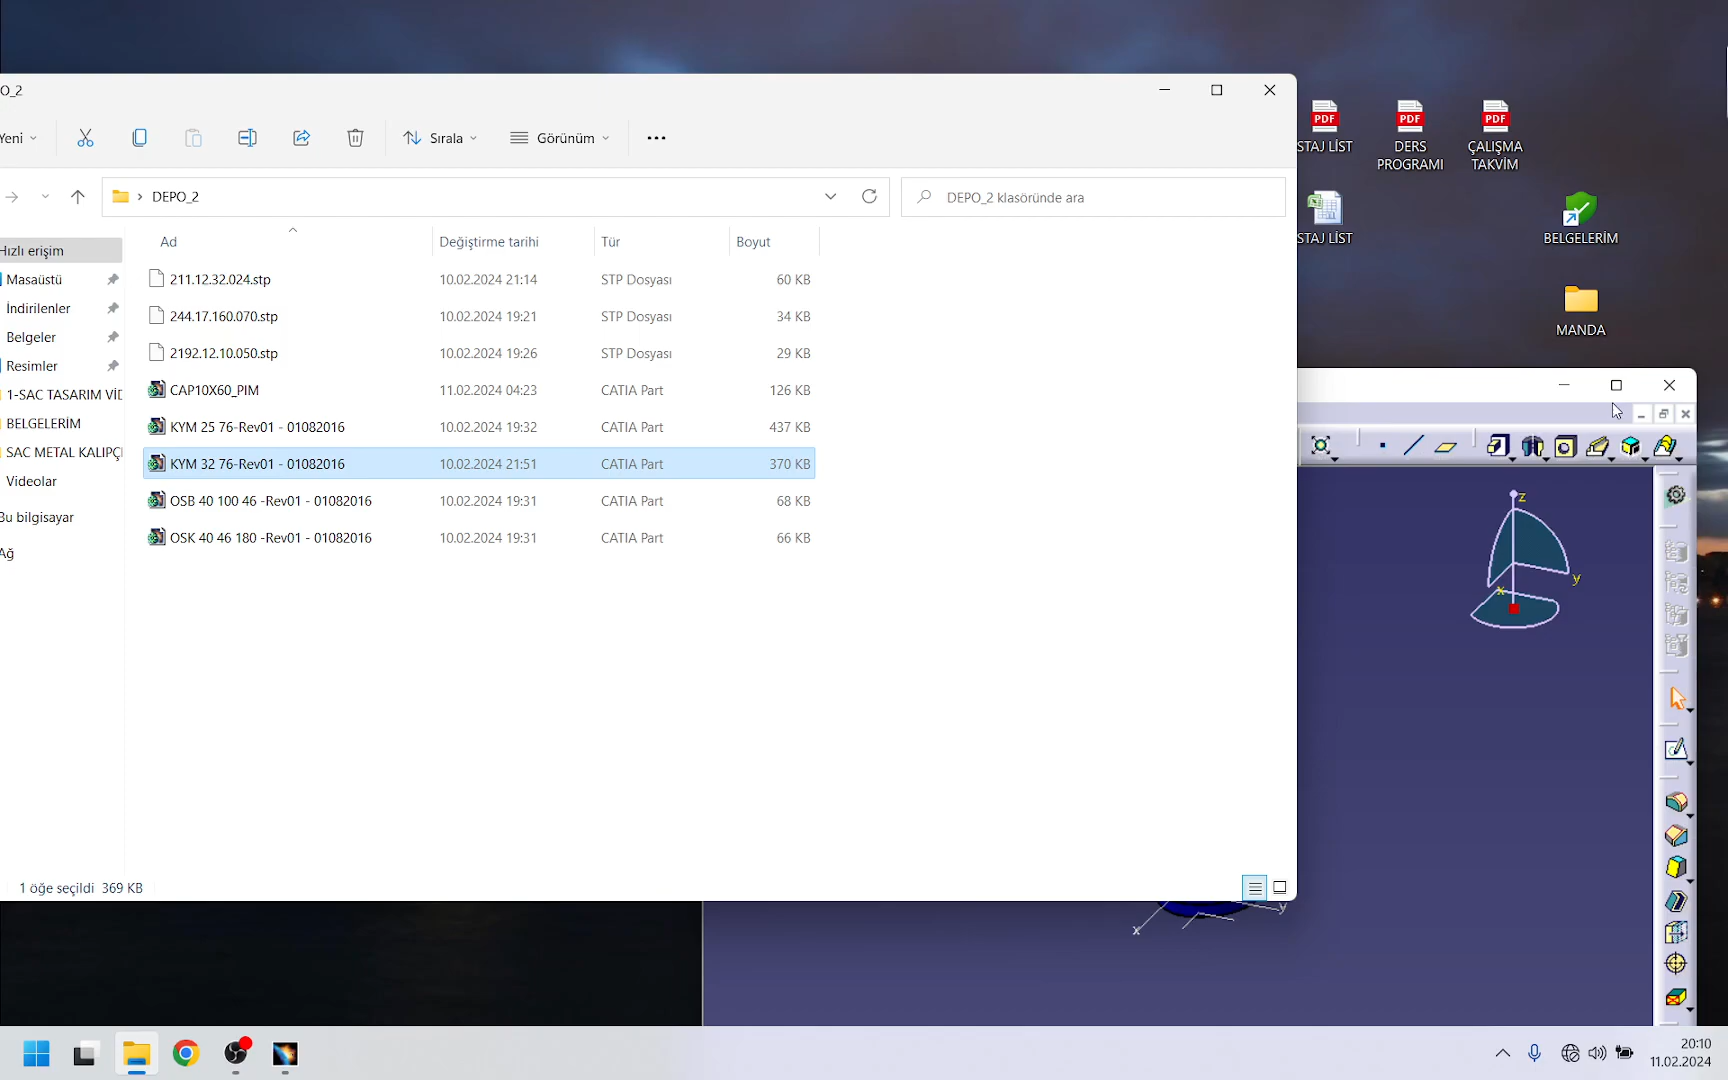 O_2
Yeni
Sırala
Görünüm
DEPO_2
DEPO_2 klasöründe ara
Ad
Değiştirme tarihi
Tür
Boyut
211.12.32.024.stp
10.02.2024 21:14
STP Dosyası
60 KB
244.17.160.070.stp
10.02.2024 19:21
STP Dosyası
34 KB
2192.12.10.050.stp
10.02.2024 19:26
STP Dosyası
29 KB
CAP10X60_PIM
11.02.2024 04:23
CATIA Part
126 KB
KYM 25 76-Rev01 - 01082016
10.02.2024 19:32
CATIA Part
437 KB
KYM 32 76-Rev01 - 01082016
10.02.2024 21:51
CATIA Part
370 KB
OSB 40 100 46 -Rev01 - 01082016
10.02.2024 19:31
CATIA Part
68 KB
OSK 40 46 180 -Rev01 - 01082016
10.02.2024 19:31
CATIA Part
66 KB
Hızlı erişim
Masaüstü
İndirilenler
Belgeler
Resimler
1-SAC TASARIM VİD
BELGELERİM
SAC METAL KALIPÇI
Videolar
Bu bilgisayar
Ağ
1 öğe seçildi 369 KB
PDF
STAJ LİST
PDF
DERS
PROGRAMI
PDF
ÇALIŞMA
TAKVİM
STAJ LİST
BELGELERİM
MANDA
z
y
x
x
y
20:10
11.02.2024